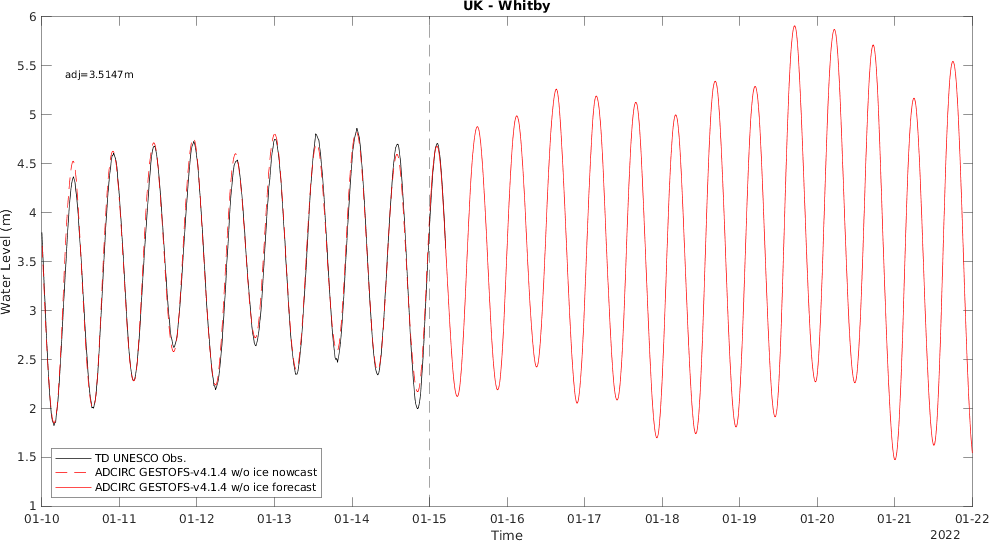 UK - Whitby
6
5.5
5
4.5
4
3.5
3
2.5
2
1.5
1
Water Level (m)
adj=3.5147m
TD UNESCO Obs.
ADCIRC GESTOFS-v4.1.4 w/o ice nowcast
ADCIRC GESTOFS-v4.1.4 w/o ice forecast
01-10 01-11 01-12 01-13 01-14 01-15 01-16 01-17 01-18 01-19 01-20 01-21 01-22
Time
2022